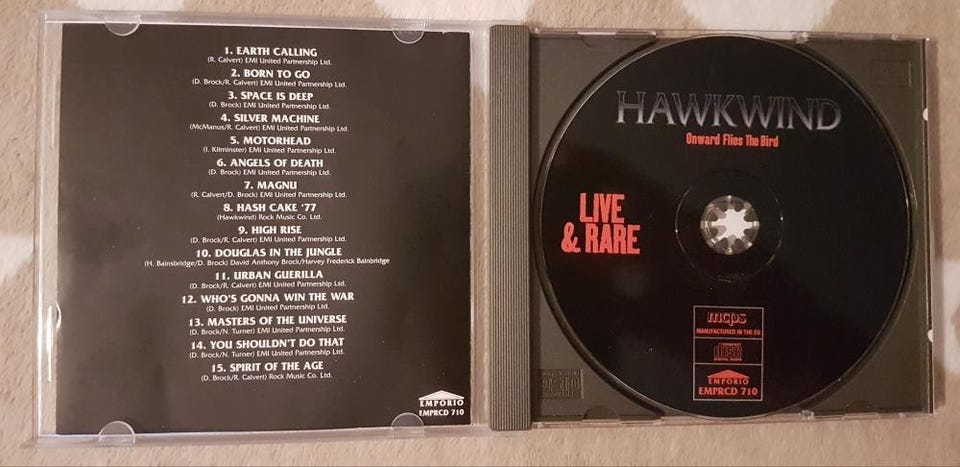 1. EARTH CALLING
(R. Calvert) EMI United Partnership Ltd.
2. BORN TO GO
(D. Brock/R. Calvert) EMI United Partnership Ltd.
3. SPACE IS DEEP
(D. Brock) EMI United Partnership Ltd.
4. SILVER MACHINE
(McManus/R. Calvert) EMI United Partnership Ltd.
5. MOTORHEAD
(I. Kilminster) EMI United Partnership Ltd.
6. ANGELS OF DEATH
(D. Brock) EMI United Partnership Ltd.
7. MAGNU
(R. Calvert/D. Brock) EMI United Partnership Ltd.
8. HASH CAKE '77
(Hawkwind) Rock Music Co. Ltd.
9. HIGH RISE
(D. Brock/R. Calvert) EMI United Partnership Ltd.
10. DOUGLAS IN THE JUNGLE
(H. Bainsbridge/D. Brock) David Anthony Brock/Harvey Frederick Bainbridge
11. URBAN GUERILLA
(D. Brock/R. Calvert) EMI United Partnership Ltd.
12. WHO'S GONNA WIN THE WAR
(D. Brock) EMI United Partnership Ltd.
13. MASTERS OF THE UNIVERSE
(D. Brock/N. Turner) EMI United Partnership Ltd.
14. YOU SHOULDN'T DO THAT
(D. Brock/N. Turner) EMI United Partnership Ltd.
15. SPIRIT OF THE AGE
(D. Brock/R. Calvert) Rock Music Co. Ltd.
EMPORIO
EMPRCD 710
HAWKWIND
Onward Flies The Bird
LIVE
& RARE
mcps
MANUFACTURED IN THE EU
COMPACT
disc
DIGITAL AUDIO
EMPORIO
EMPRCD 710